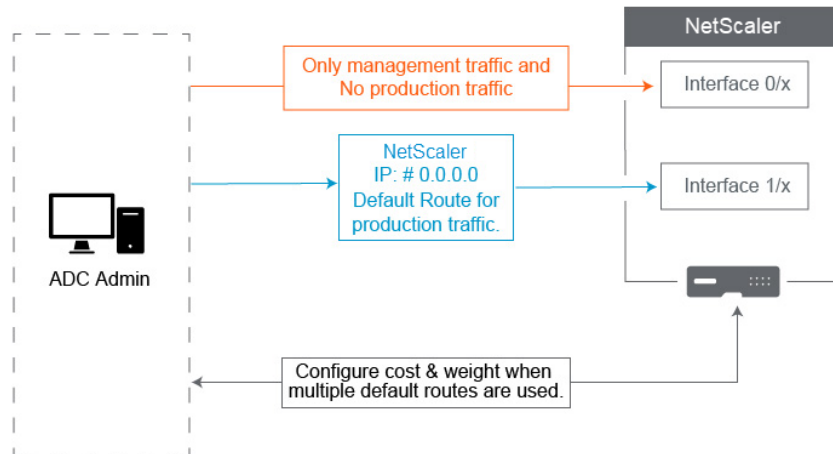 NetScaler
Only management traffic and
No production traffic
Interface 0/x
NetScaler
IP: # 0.0.0.0
Default Route for
production traffic.
Interface 1/x
ADC Admin
Configure cost & weight when
multiple default routes are used.